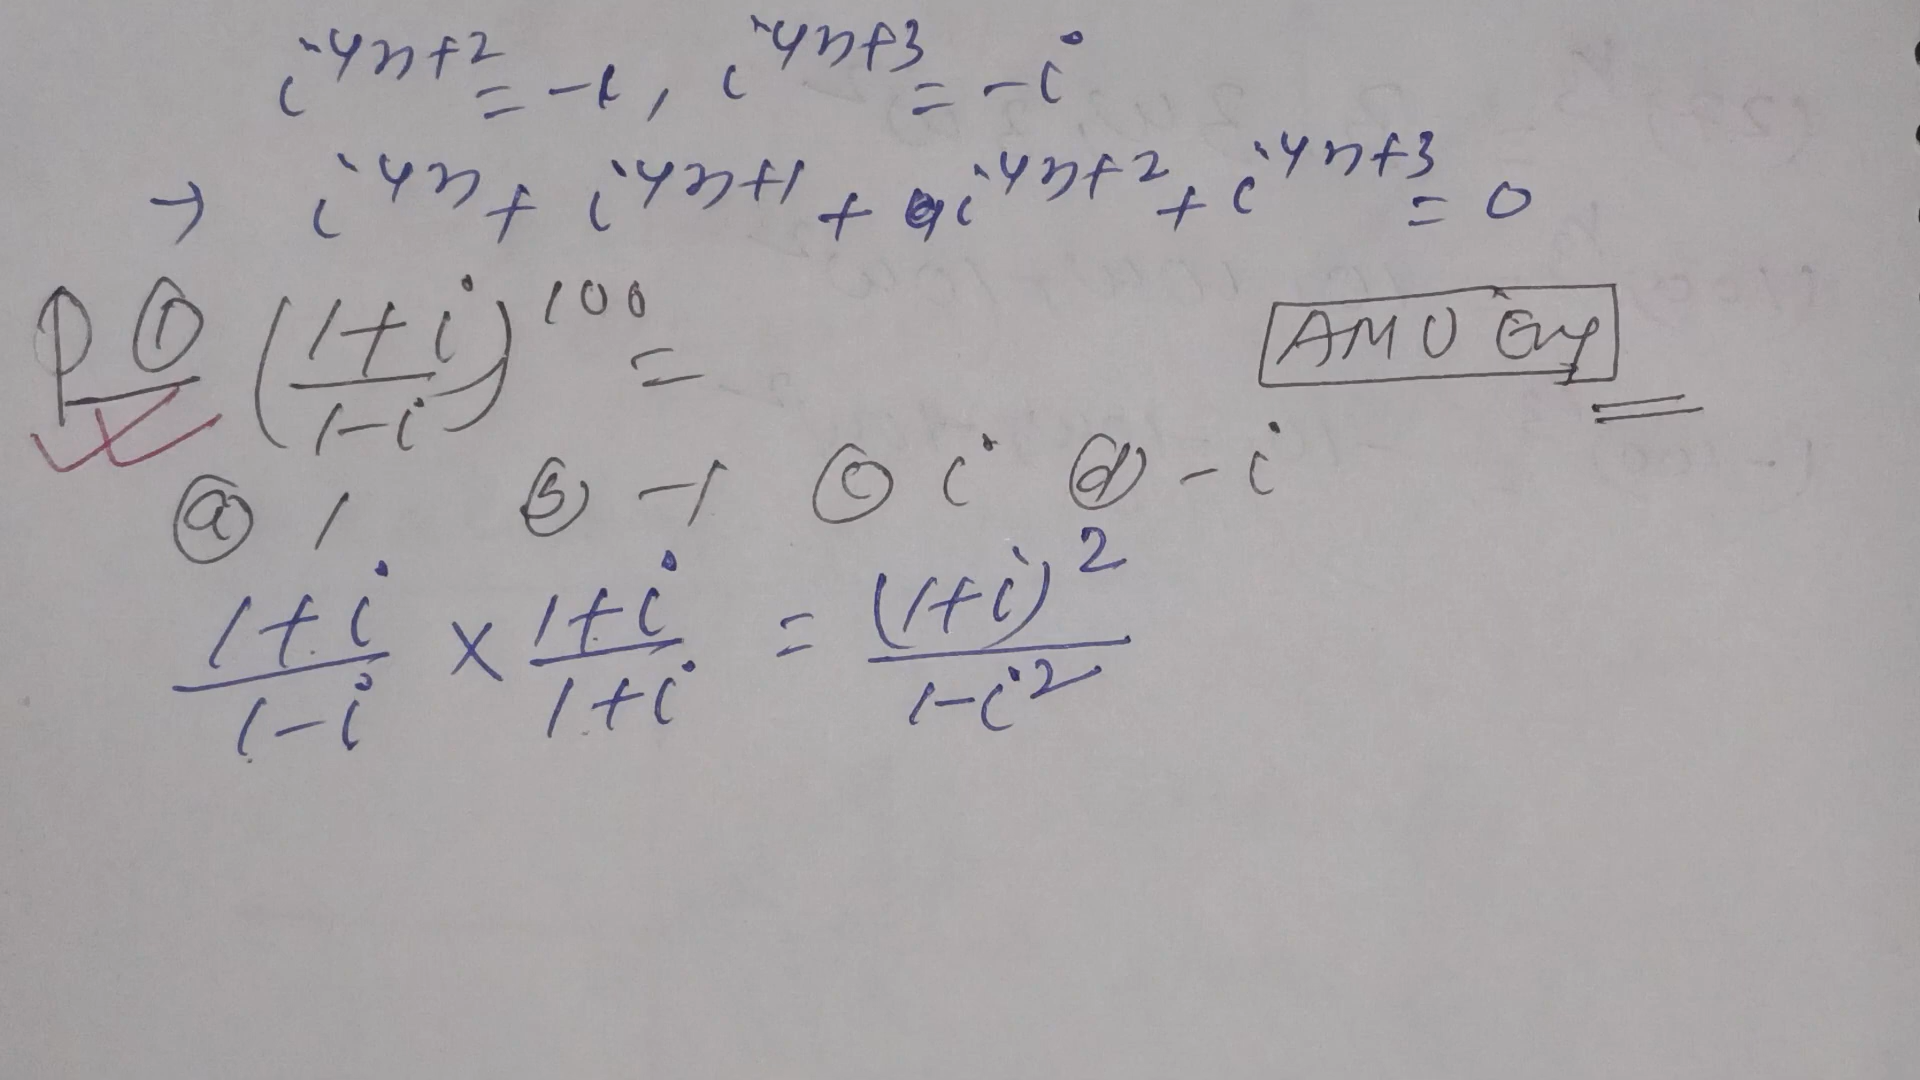 i^{4n+2} = -1, i^{4n+3} = -i
→ i^{4n} + i^{4n+1} + i^{4n+2} + i^{4n+3} = 0
P ① ((1+i)/(1-i))^{100} = AMU Eng
ⓐ 1 ⓑ -1 ⓒ i ⓓ -i
(1+i)/(1-i) × (1+i)/(1+i) = (1+i)^2/(1-i^2)